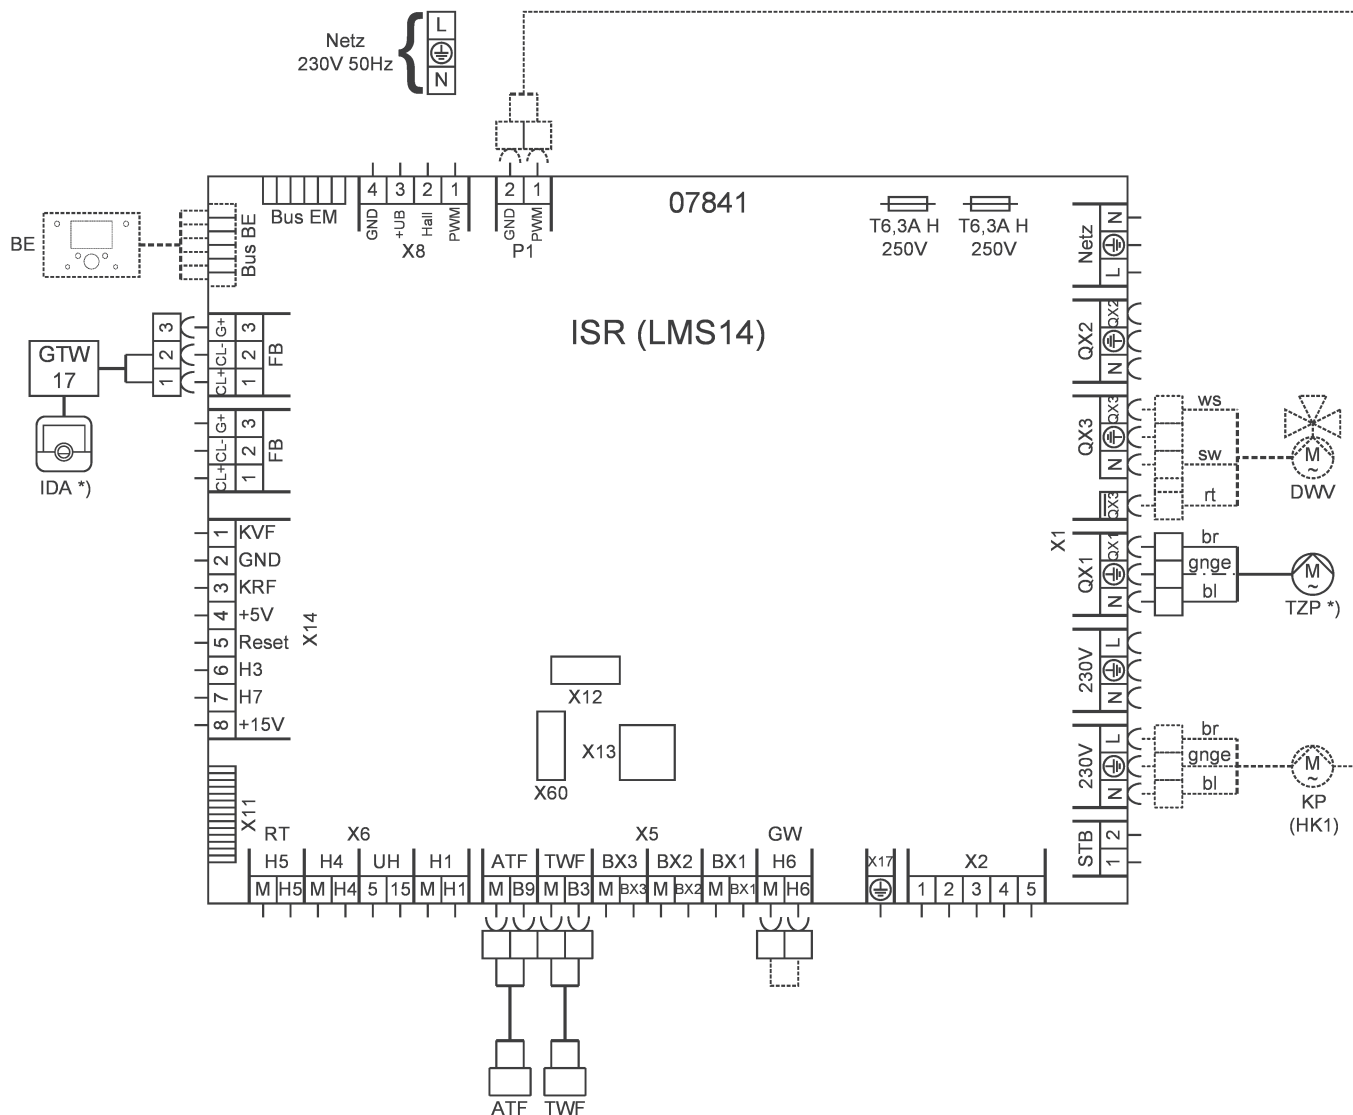 Netz
230V 50Hz
L
N
07841
T6,3A H
250V
T6,3A H
250V
Bus EM
4 3 2 1
GND +UB Hall PWM
X8
2 1
GND PWM
P1
BE
Bus BE
ISR (LMS14)
GTW
17
IDA *)
3 2 1
G+ CL- CL+
3 2 1
FB
G+ CL- CL+
3 2 1
FB
1 KVF
2 GND
3 KRF
4 +5V
5 Reset
6 H3
7 H7
8 +15V
X14
X11
X12
X13
X60
Netz
N
L
QX2
QX2
N
QX3
QX3
N
QX3
ws
sw
rt
M
~
DWV
X1
QX1
QX1
N
br
gnge
bl
M
~
TZP *)
230V
L
N
230V
L
N
br
gnge
bl
M
~
KP
(HK1)
STB
2
1
RT X6 X5 GW
H5 H4 UH H1 ATF TWF BX3 BX2 BX1 H6 X17 X2
M H5 M H4 5 15 M H1 M B9 M B3 M BX3 M BX2 M BX1 M H6 1 2 3 4 5
ATF TWF